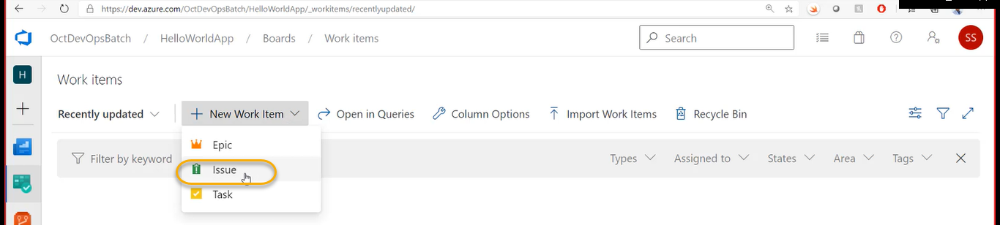 https://dev.azure.com/OctDevOpsBatch/HelloWorldApp/_workitems/recentlyupdated/
OctDevOpsBatch / HelloWorldApp / Boards / Work items
Search
SS
H
Work items
Recently updated
New Work Item
Open in Queries
Column Options
Import Work Items
Recycle Bin
Epic
Filter by keyword
Types
Assigned to
States
Area
Tags
Issue
Task